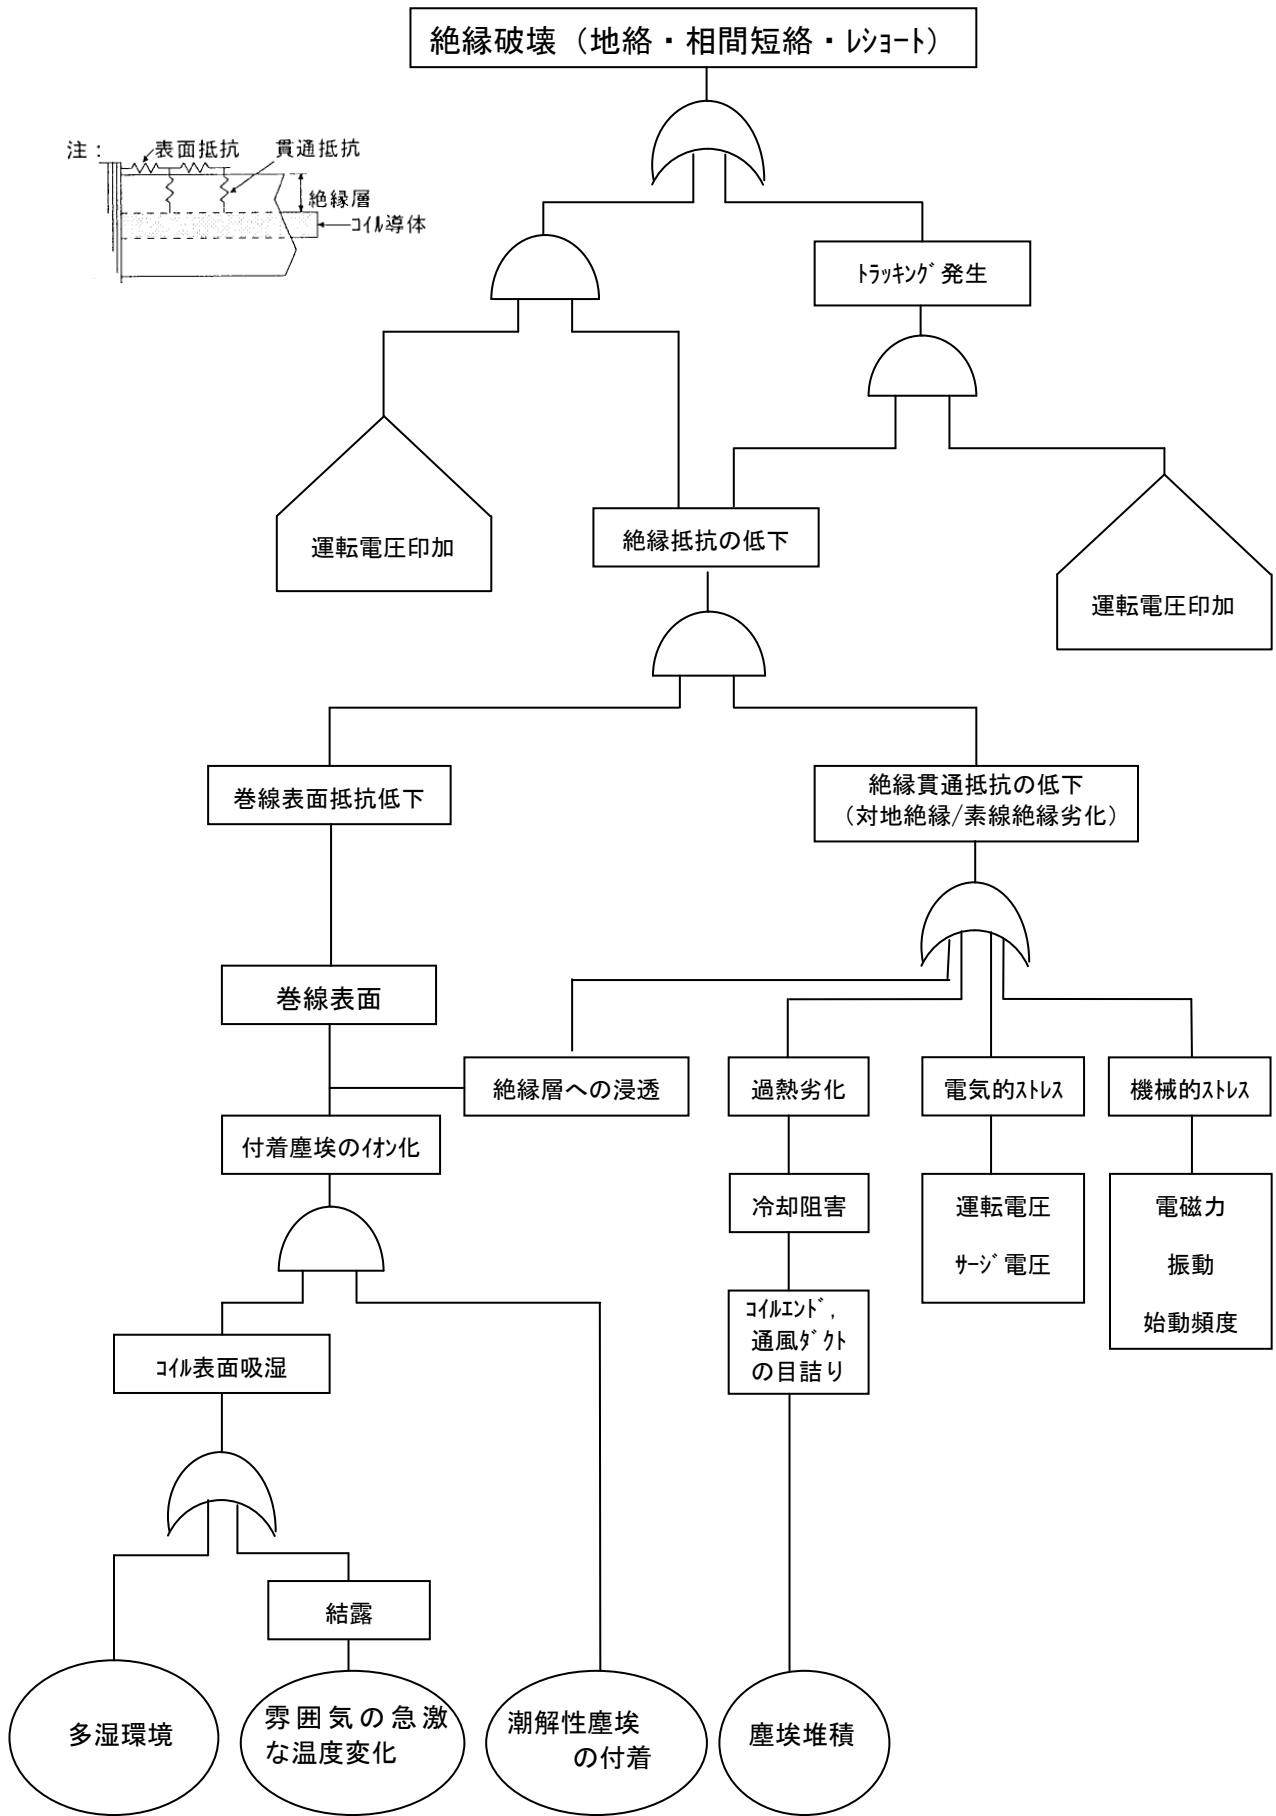 絶縁破壊（地絡・相間短絡・ﾚｼｮｰﾄ）
注：
表面抵抗
貫通抵抗
絶縁層
ｺｲﾙ導体
ﾄﾗｯｷﾝｸﾞ発生
運転電圧印加
絶縁抵抗の低下
運転電圧印加
巻線表面抵抗低下
絶縁貫通抵抗の低下
（対地絶縁/素線絶縁劣化）
巻線表面
絶縁層への浸透
過熱劣化
電気的ｽﾄﾚｽ
機械的ｽﾄﾚｽ
付着塵埃のｲｵﾝ化
冷却阻害
運転電圧
ｻｰｼﾞ電圧
電磁力
振動
始動頻度
ｺｲﾙｴﾝﾄﾞ，
通風ﾀﾞｸﾄ
の目詰り
ｺｲﾙ表面吸湿
結露
多湿環境
雰囲気の急激
な温度変化
潮解性塵埃
の付着
塵埃堆積